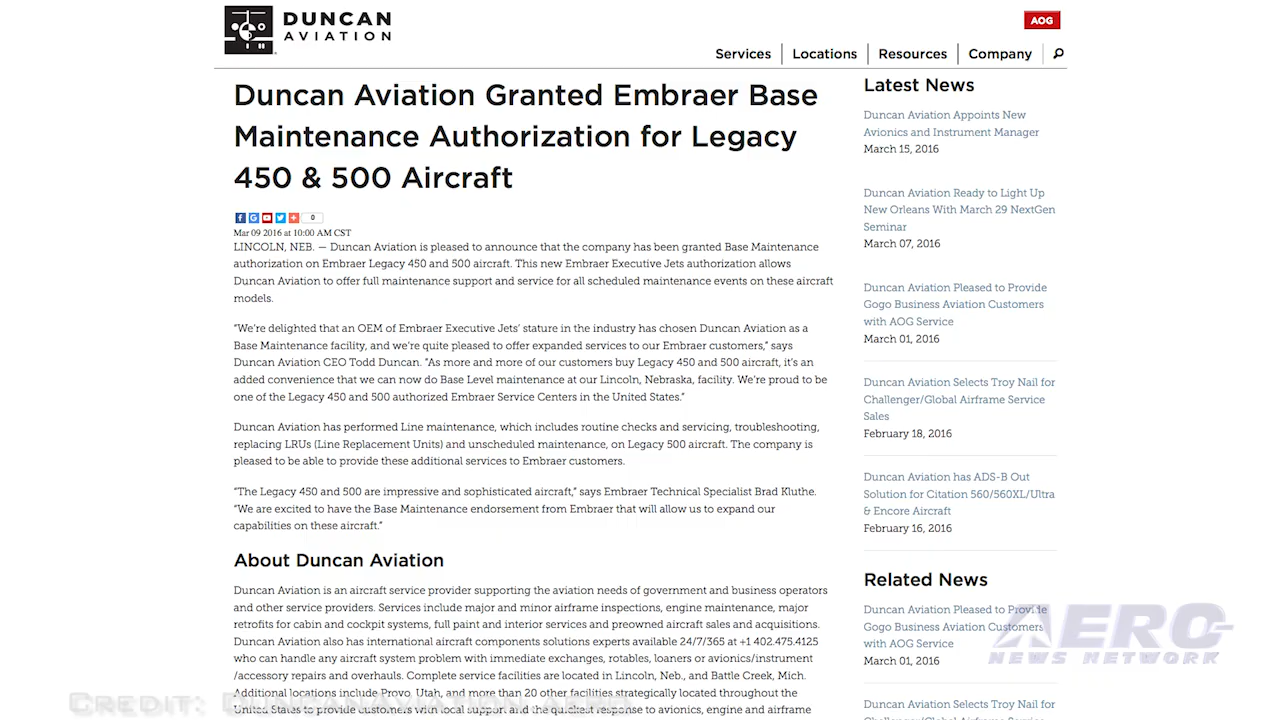 DUNCAN
AVIATION
AOG
Services
Locations
Resources
Company
Duncan Aviation Granted Embraer Base
Maintenance Authorization for Legacy
450 & 500 Aircraft
0
Mar 09 2016 at 10:00 AM CST
LINCOLN, NEB. — Duncan Aviation is pleased to announce that the company has been granted Base Maintenance
authorization on Embraer Legacy 450 and 500 aircraft. This new Embraer Executive Jets authorization allows
Duncan Aviation to offer full maintenance support and service for all scheduled maintenance events on these aircraft
models.
“We’re delighted that an OEM of Embraer Executive Jets’ stature in the industry has chosen Duncan Aviation as a
Base Maintenance facility, and we’re quite pleased to offer expanded services to our Embraer customers,” says
Duncan Aviation CEO Todd Duncan. “As more and more of our customers buy Legacy 450 and 500 aircraft, it’s an
added convenience that we can now do Base Level maintenance at our Lincoln, Nebraska, facility. We’re proud to be
one of the Legacy 450 and 500 authorized Embraer Service Centers in the United States.”
Duncan Aviation has performed Line maintenance, which includes routine checks and servicing, troubleshooting,
replacing LRUs (Line Replacement Units) and unscheduled maintenance, on Legacy 500 aircraft. The company is
pleased to be able to provide these additional services to Embraer customers.
“The Legacy 450 and 500 are impressive and sophisticated aircraft,” says Embraer Technical Specialist Brad Kluthe.
“We are excited to have the Base Maintenance endorsement from Embraer that will allow us to expand our
capabilities on these aircraft.”
About Duncan Aviation
Duncan Aviation is an aircraft service provider supporting the aviation needs of government and business operators
and other service providers. Services include major and minor airframe inspections, engine maintenance, major
retrofits for cabin and cockpit systems, full paint and interior services and preowned aircraft sales and acquisitions.
Duncan Aviation also has international aircraft components solutions experts available 24/7/365 at +1 402.475.4125
who can handle any aircraft system problem with immediate exchanges, rotables, loaners or avionics/instrument
/accessory repairs and overhauls. Complete service facilities are located in Lincoln, Neb., and Battle Creek, Mich.
Additional locations include Provo, Utah, and more than 20 other facilities strategically located throughout the
United States to provide customers with local support and the quickest response to avionics, engine and airframe
Latest News
Duncan Aviation Appoints New
Avionics and Instrument Manager
March 15, 2016
Duncan Aviation Ready to Light Up
New Orleans With March 29 NextGen
Seminar
March 07, 2016
Duncan Aviation Pleased to Provide
Gogo Business Aviation Customers
with AOG Service
March 01, 2016
Duncan Aviation Selects Troy Nail for
Challenger/Global Airframe Service
Sales
February 18, 2016
Duncan Aviation has ADS-B Out
Solution for Citation 560/560XL/Ultra
& Encore Aircraft
February 16, 2016
Related News
Duncan Aviation Pleased to Provide
Gogo Business Aviation Customers
with AOG Service
March 01, 2016
Duncan Aviation Selects Troy Nail for
Challenger/Global Airframe Service
AERO
NEWS NETWORK
Credit: DuncanAviation.aero